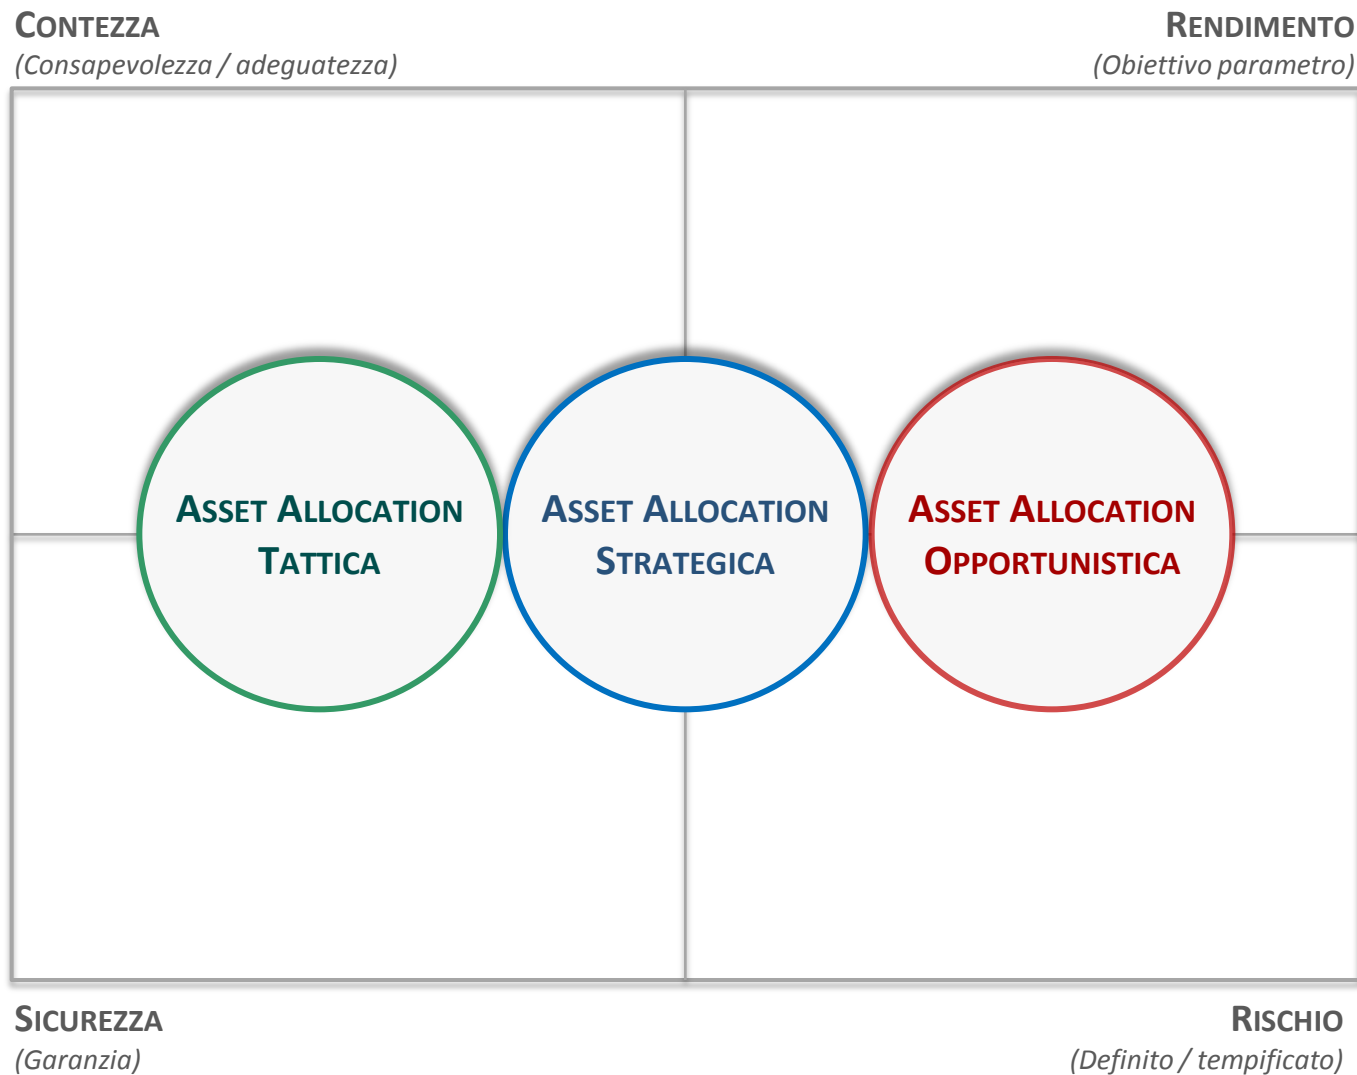 CONTEZZA
(Consapevolezza / adeguatezza)
RENDIMENTO
(Obiettivo parametro)
ASSET ALLOCATION
TATTICA
ASSET ALLOCATION
STRATEGICA
ASSET ALLOCATION
OPPORTUNISTICA
SICUREZZA
(Garanzia)
RISCHIO
(Definito / tempificato)